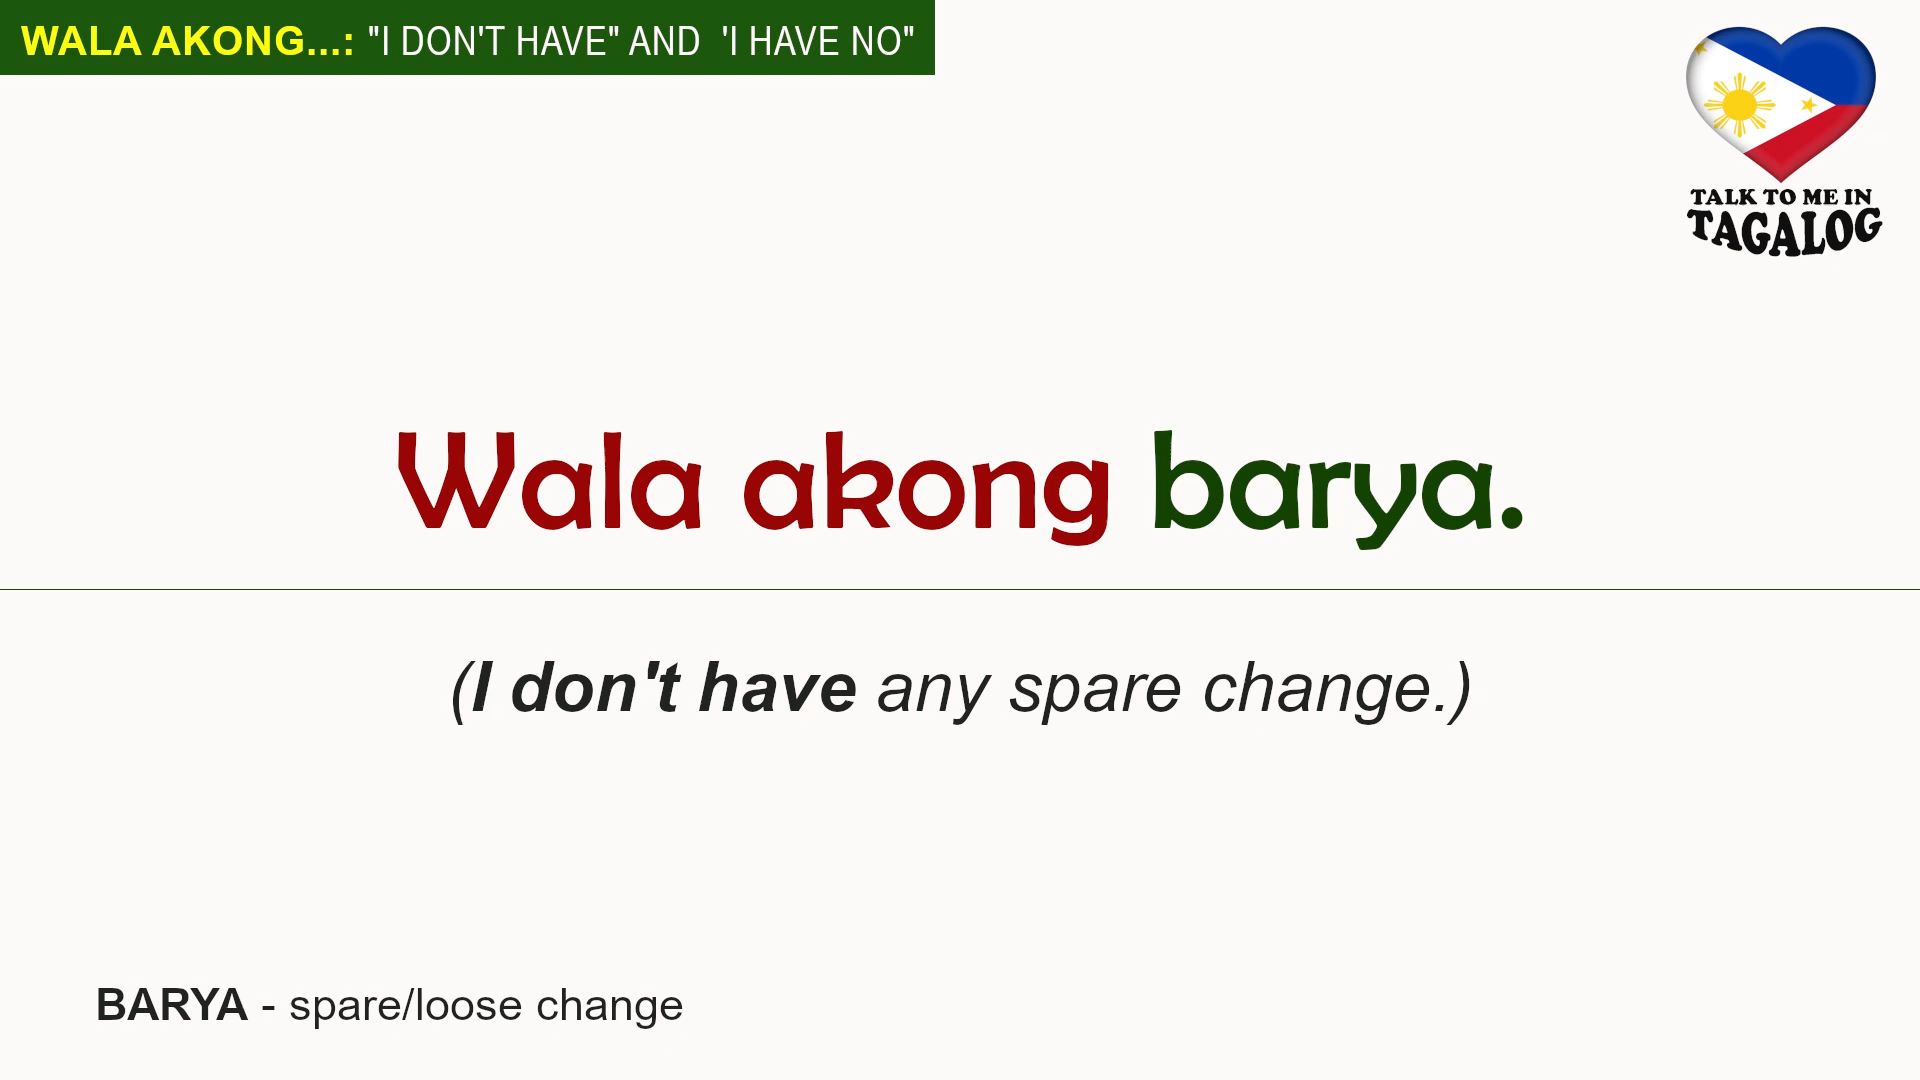 WALA AKONG...: "I DON'T HAVE" AND 'I HAVE NO"
TALK TO ME IN
TAGALOG
Wala akong barya.
(I don't have any spare change.)
BARYA - spare/loose change